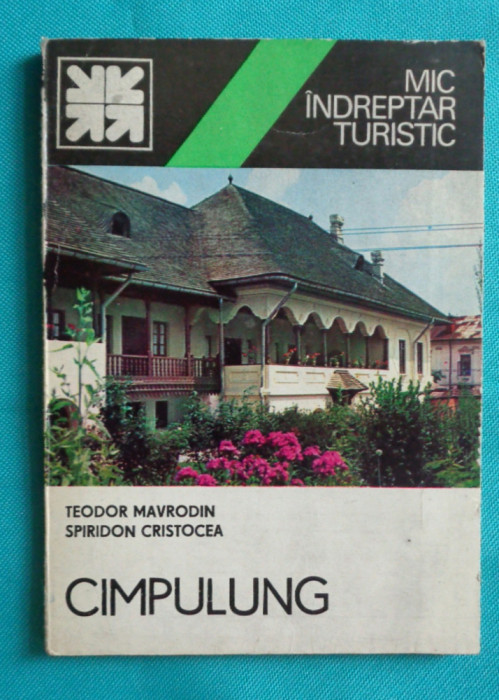 MIC
ÎNDREPTAR
TURISTIC
TEODOR MAVRODIN
SPIRIDON CRISTOCEA
CIMPULUNG